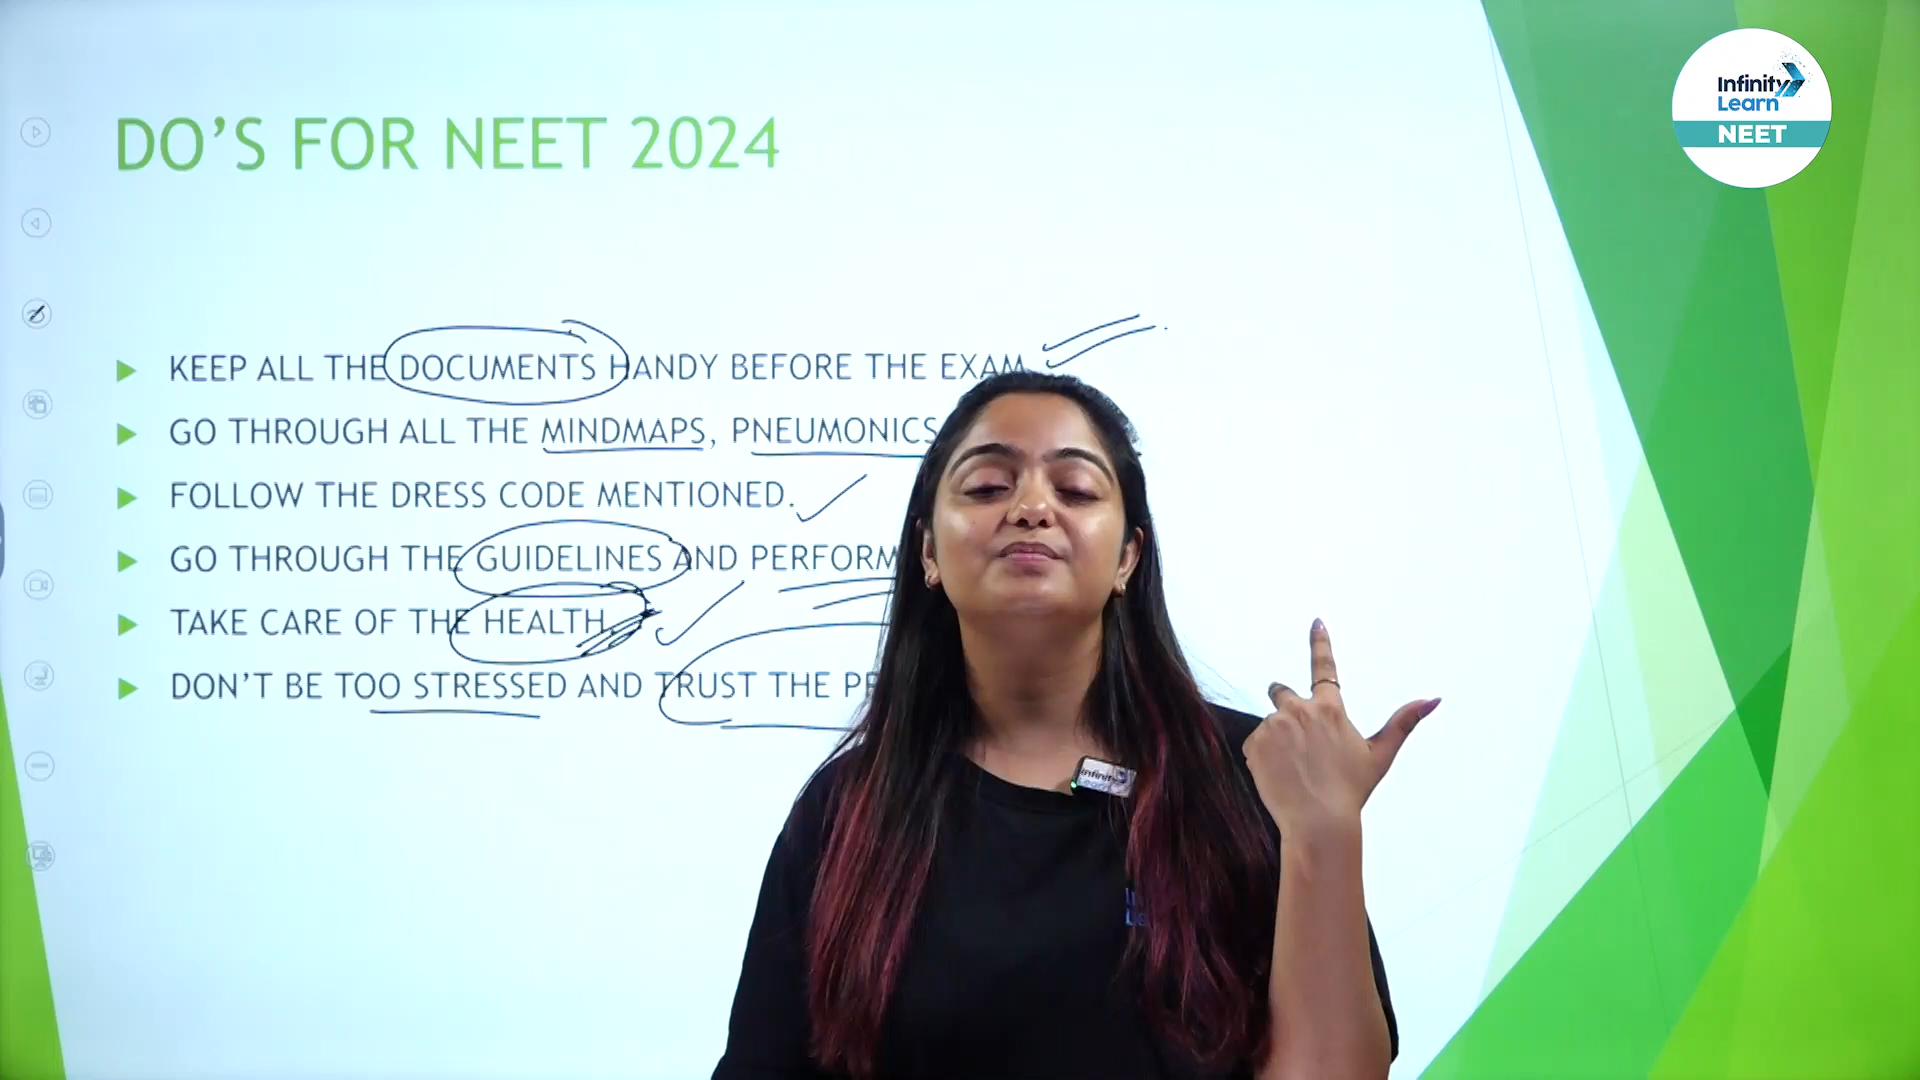 Infinity
Learn
NEET
DO'S FOR NEET 2024
KEEP ALL THE DOCUMENTS HANDY BEFORE THE EXAM
GO THROUGH ALL THE MINDMAPS, PNEUMONICS
FOLLOW THE DRESS CODE MENTIONED.
GO THROUGH THE GUIDELINES AND PERFORM
TAKE CARE OF THE HEALTH.
DON'T BE TOO STRESSED AND TRUST THE
Infinity
Learn